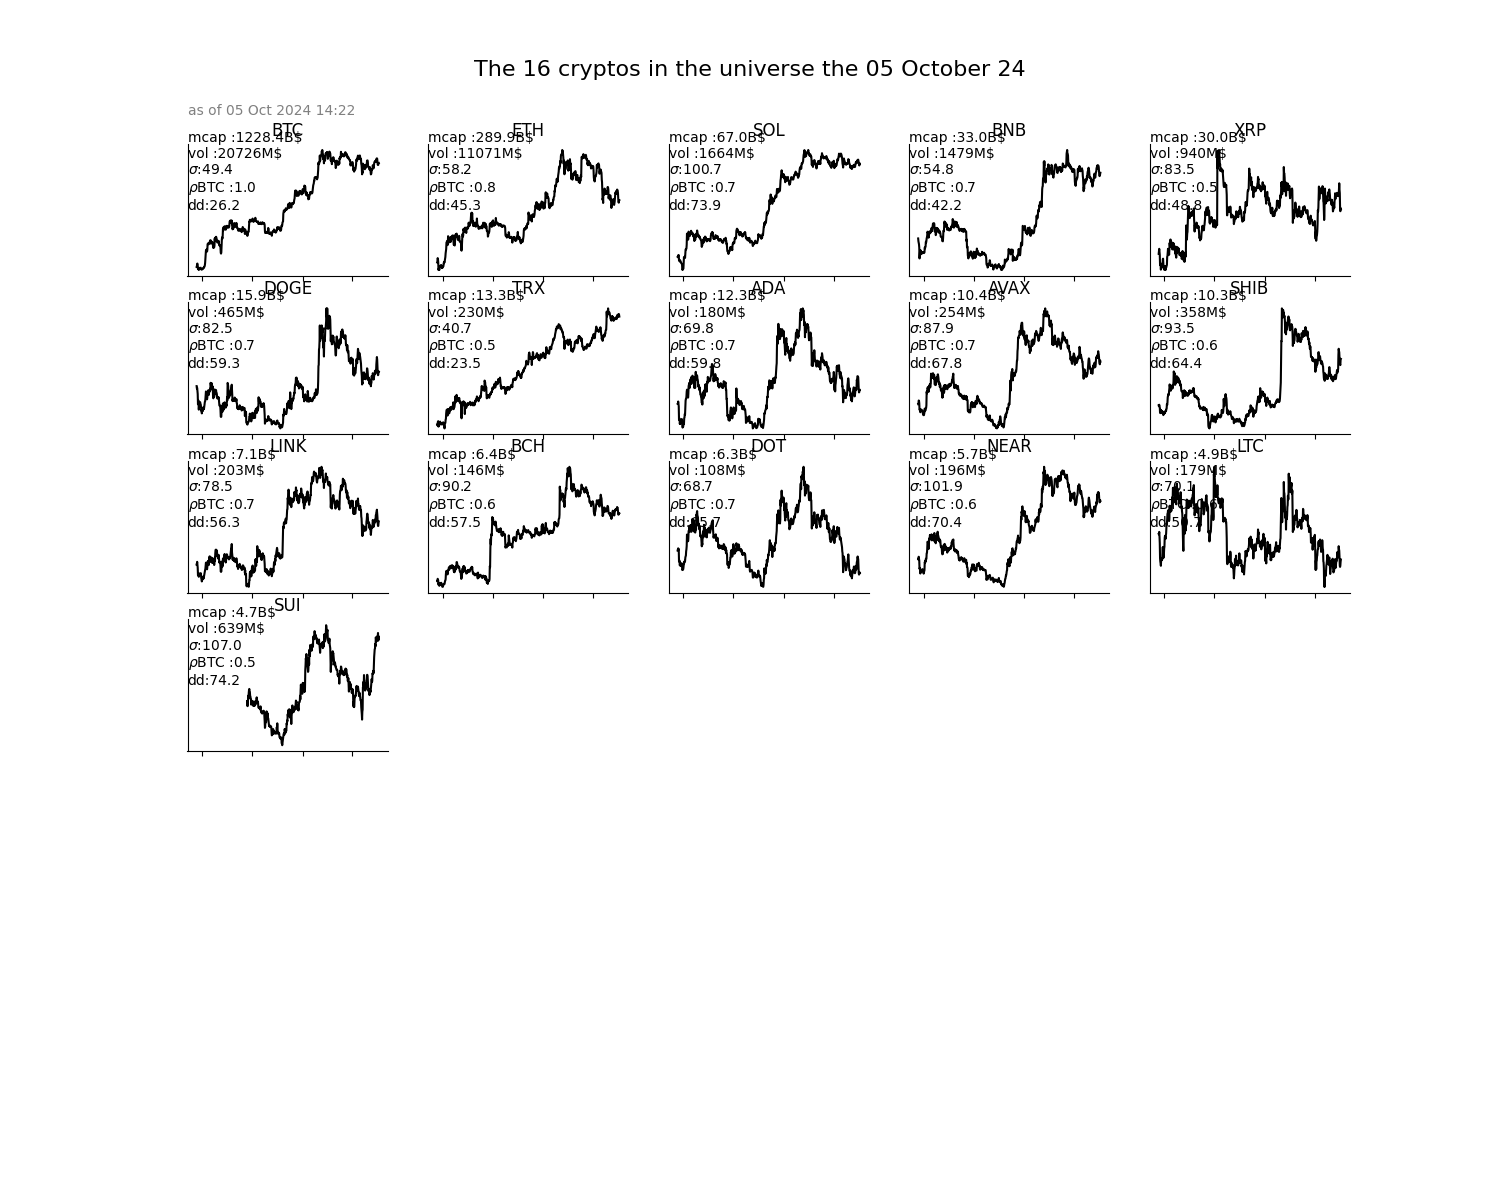 The 16 cryptos in the universe the 05 October 24
as of 05 Oct 2024 14:22
BTC
mcap :1228.4B$
vol :20726M$
σ:49.4
ρBTC :1.0
dd:26.2
ETH
mcap :289.9B$
vol :11071M$
σ:58.2
ρBTC :0.8
dd:45.3
SOL
mcap :67.0B$
vol :1664M$
σ:100.7
ρBTC :0.7
dd:73.9
BNB
mcap :33.0B$
vol :1479M$
σ:54.8
ρBTC :0.7
dd:42.2
XRP
mcap :30.0B$
vol :940M$
σ:83.5
ρBTC :0.5
dd:48.8
DOGE
mcap :15.9B$
vol :465M$
σ:82.5
ρBTC :0.7
dd:59.3
TRX
mcap :13.3B$
vol :230M$
σ:40.7
ρBTC :0.5
dd:23.5
ADA
mcap :12.3B$
vol :180M$
σ:69.8
ρBTC :0.7
dd:59.8
AVAX
mcap :10.4B$
vol :254M$
σ:87.9
ρBTC :0.7
dd:67.8
SHIB
mcap :10.3B$
vol :358M$
σ:93.5
ρBTC :0.6
dd:64.4
LINK
mcap :7.1B$
vol :203M$
σ:78.5
ρBTC :0.7
dd:56.3
BCH
mcap :6.4B$
vol :146M$
σ:90.2
ρBTC :0.6
dd:57.5
DOT
mcap :6.3B$
vol :108M$
σ:68.7
ρBTC :0.7
NEAR
mcap :5.7B$
vol :196M$
σ:101.9
ρBTC :0.6
dd:70.4
LTC
mcap :4.9B$
vol :179M$
σ:70.1
ρBTC :0.6
SUI
mcap :4.7B$
vol :639M$
σ:107.0
ρBTC :0.5
dd:74.2